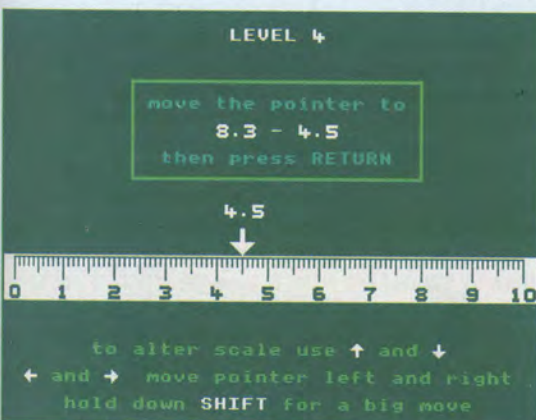 LEVEL 4
move the pointer to
8.3 - 4.5
then press RETURN
4.5
0 1 2 3 4 5 6 7 8 9 10
to alter scale use ↑ and ↓
← and → move pointer left and right
hold down SHIFT for a big move